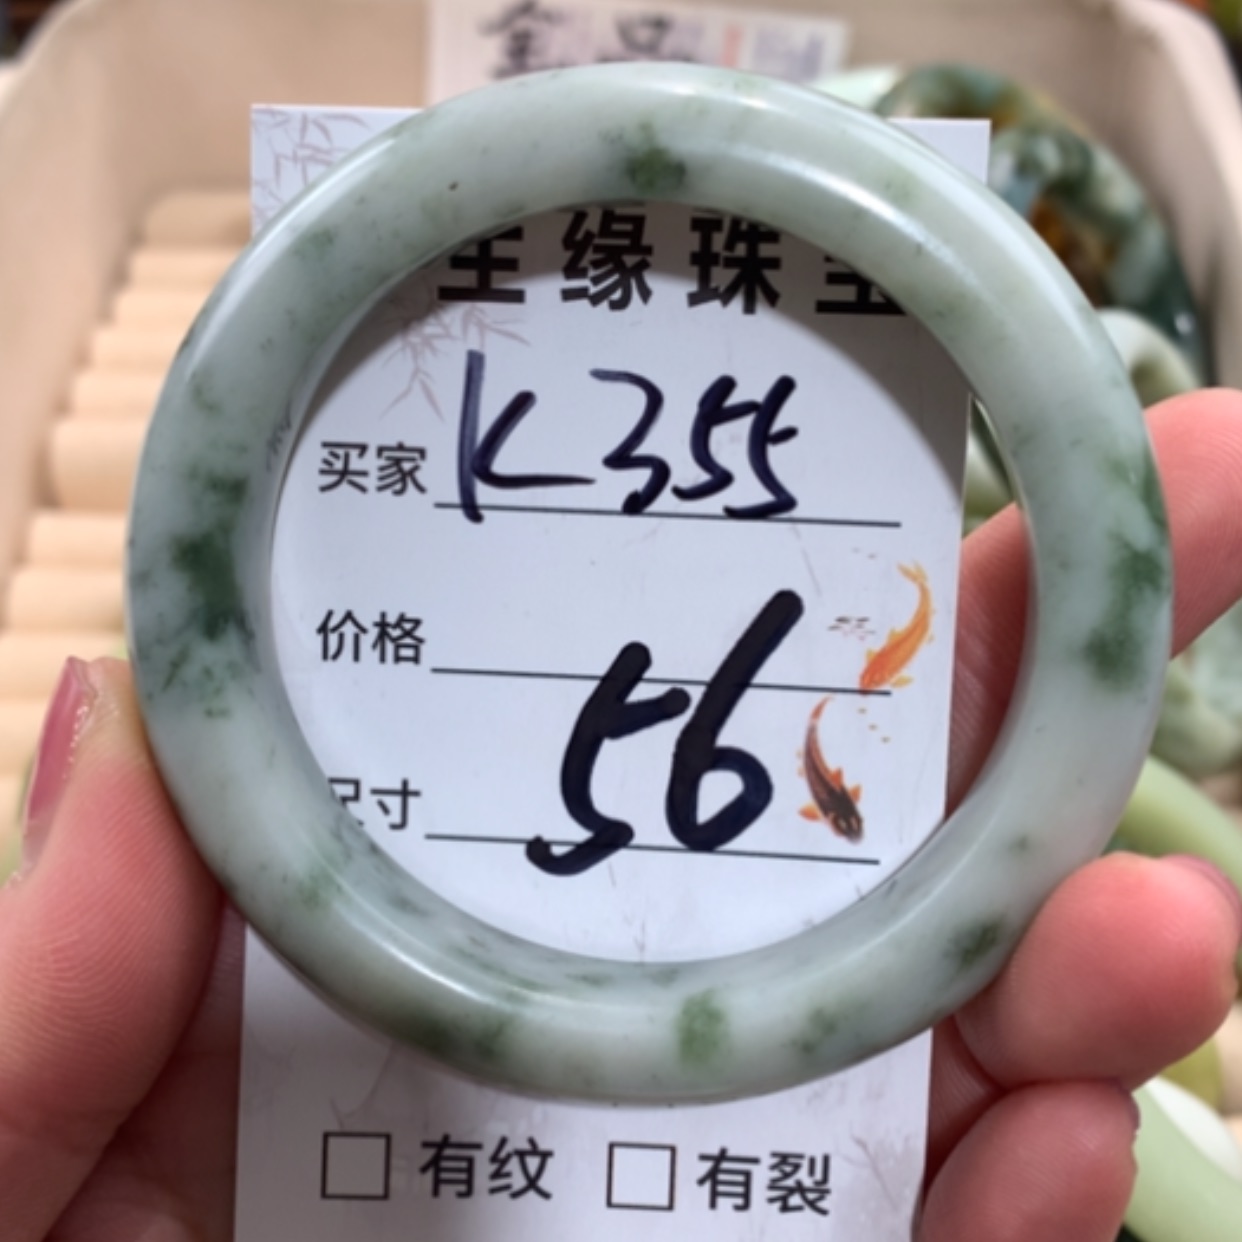 缘珠宝
买家 K355
价格
尺寸 56
有纹 有裂